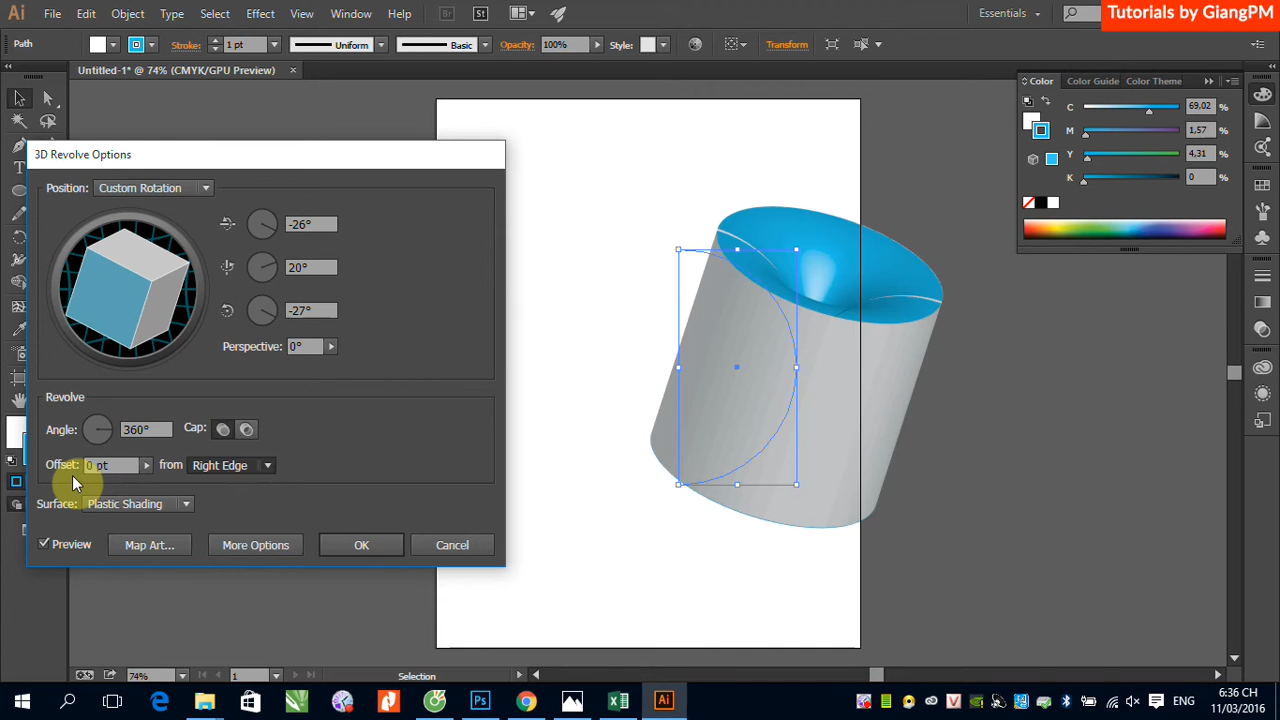 Ai File Edit Object Type Select Effect View Window Help Br St Essentials Tutorials by GiangPM
Path Stroke: 1 pt Uniform Basic Opacity: 100% Style: Transform
Untitled-1* @ 74% (CMYK/GPU Preview) ×
Color Color Guide Color Theme
C 69,02 %
M 1,57 %
Y 4,31 %
K 0 %
3D Revolve Options
Position: Custom Rotation
-26°
20°
-27°
Perspective: 0°
Revolve
Angle: 360° Cap:
Offset: 0 pt from Right Edge
Surface: Plastic Shading
Preview Map Art... More Options OK Cancel
74% 1 Selection
Ps Ai ENG 6:36 CH
11/03/2016